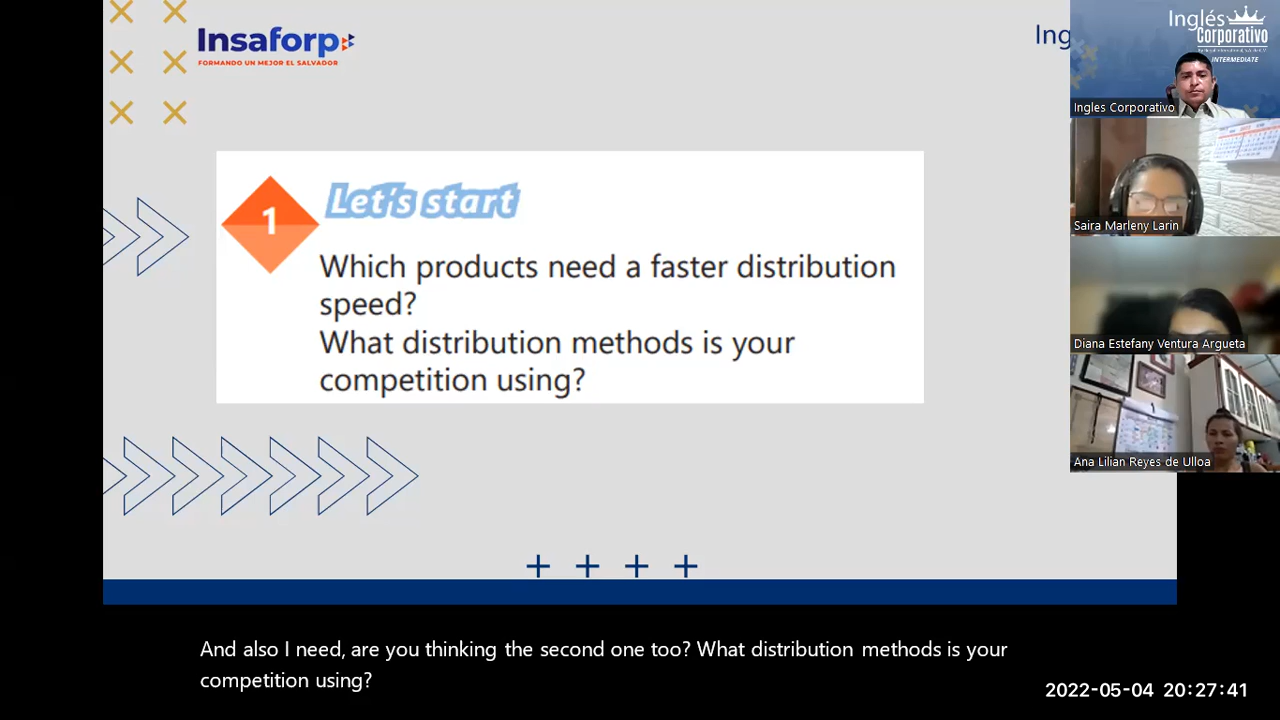 Insaforp
FORMANDO UN MEJOR EL SALVADOR
Ing
Inglés
Corporativo
INTERMEDIATE
Ingles Corporativo
Saira Marleny Larin
Diana Estefany Ventura Argueta
Ana Lilian Reyes de Ulloa
1
Let's start
Which products need a faster distribution
speed?
What distribution methods is your
competition using?
And also I need, are you thinking the second one too? What distribution methods is your
competition using?
2022-05-04 20:27:41